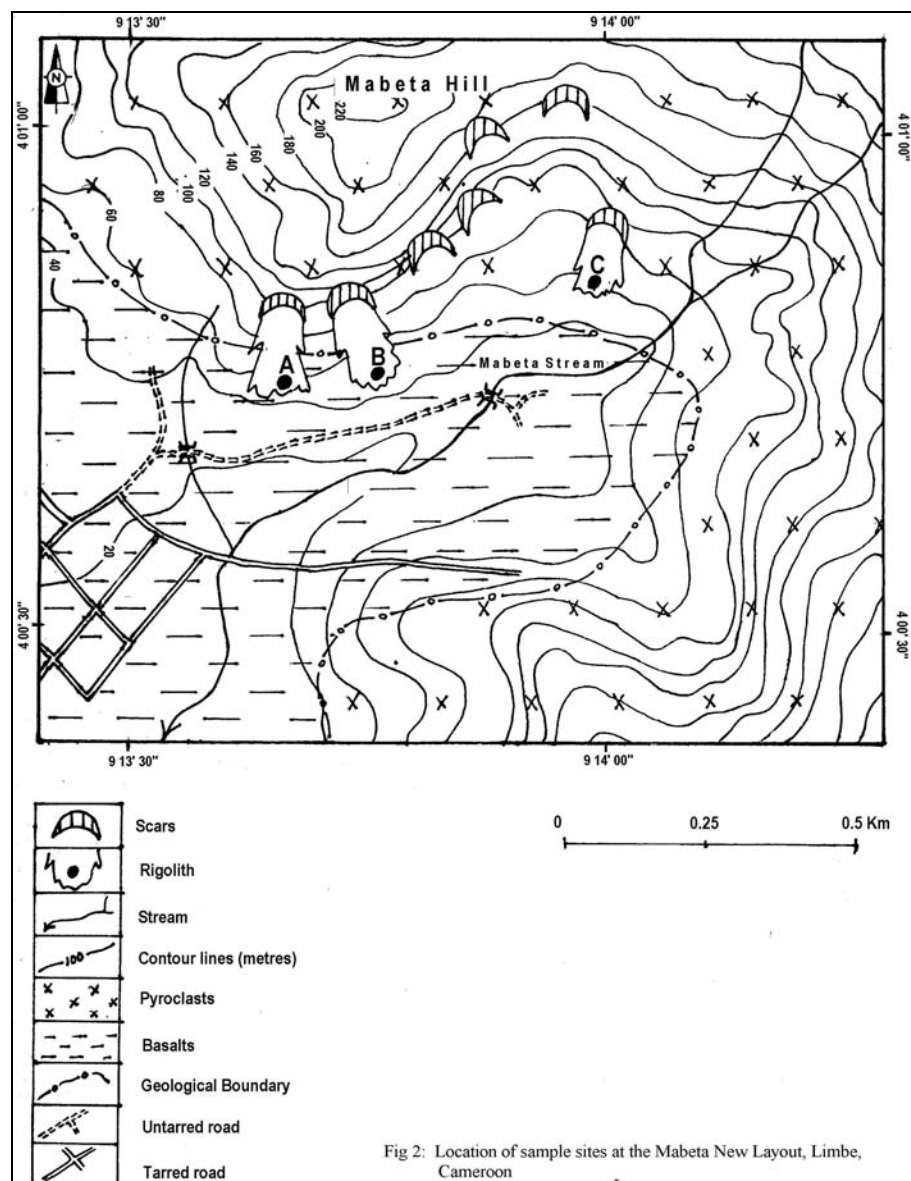 9 13' 30" 9 14' 00"
N
Mabeta Hill
4 01' 00" 4 01' 00"
220
200
180
160
140
120
100
80
60
40
C
A B
Mabeta Stream
20
4 00' 30" 4 00' 30"
9 13' 30" 9 14' 00"
Scars
0 0.25 0.5 Km
Rigolith
Stream
100
Contour lines (metres)
Pyroclasts
Basalts
Geological Boundary
Untarred road
Tarred road
Fig 2: Location of sample sites at the Mabeta New Layout, Limbe,
Cameroon